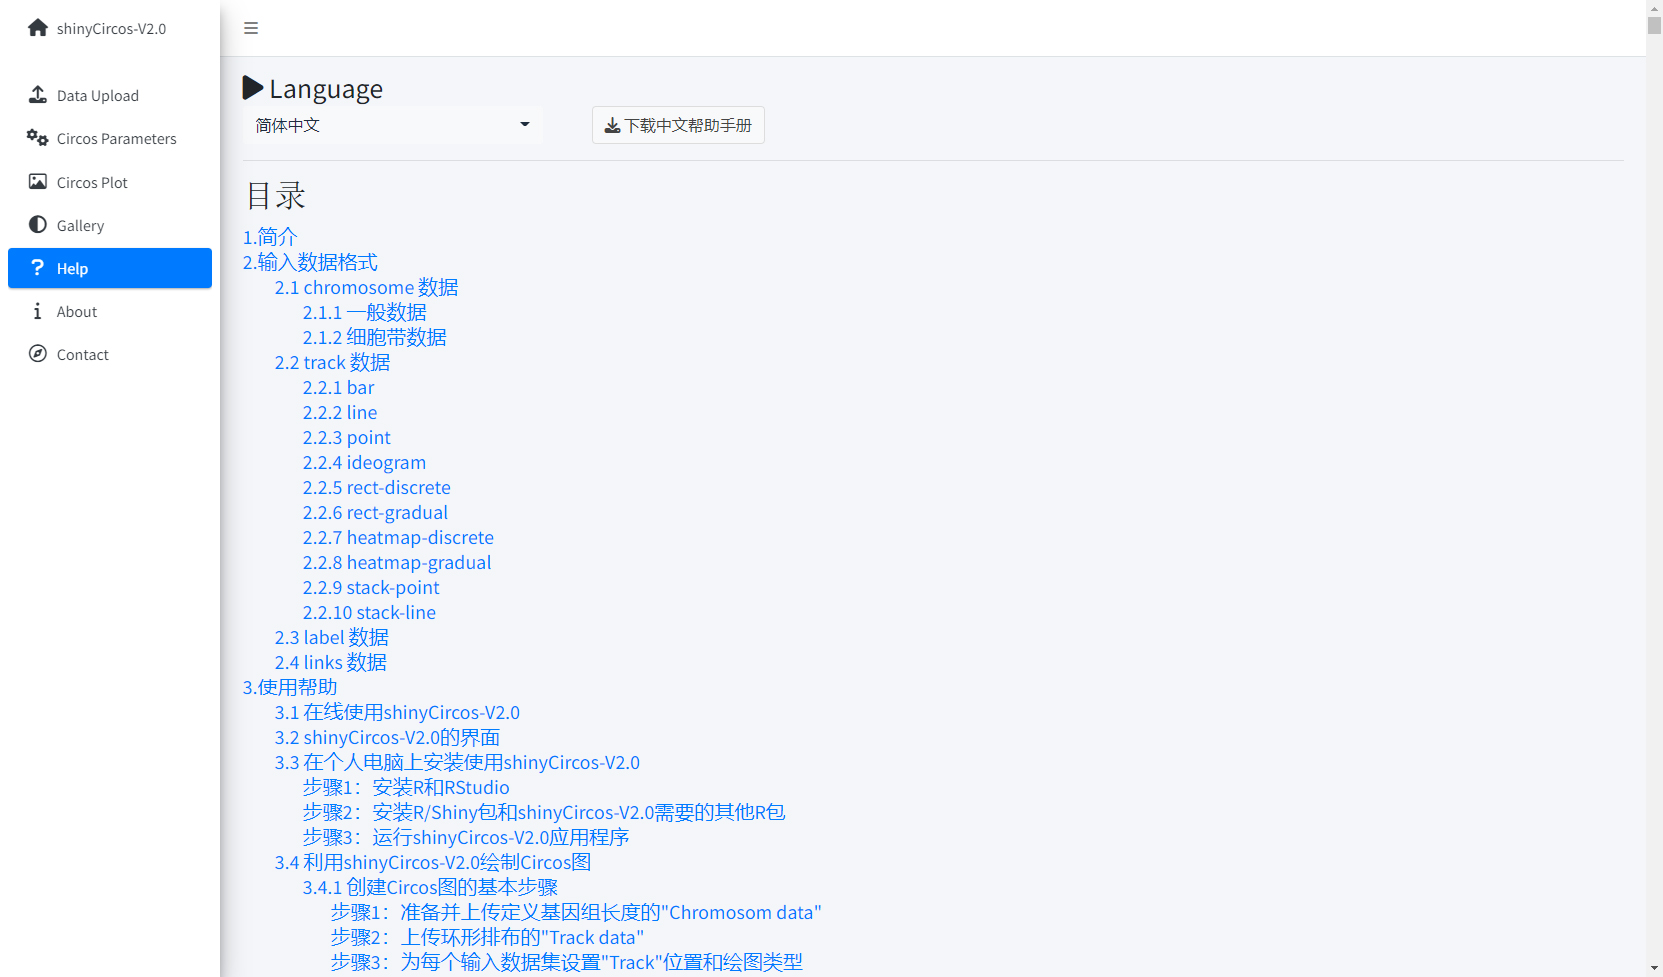 shinyCircos-V2.0
Data Upload
Circos Parameters
Circos Plot
Gallery
Help
About
Contact
Language
简体中文
下载中文帮助手册
目录
1.简介
2.输入数据格式
2.1 chromosome 数据
2.1.1 一般数据
2.1.2 细胞带数据
2.2 track 数据
2.2.1 bar
2.2.2 line
2.2.3 point
2.2.4 ideogram
2.2.5 rect-discrete
2.2.6 rect-gradual
2.2.7 heatmap-discrete
2.2.8 heatmap-gradual
2.2.9 stack-point
2.2.10 stack-line
2.3 label 数据
2.4 links 数据
3.使用帮助
3.1 在线使用shinyCircos-V2.0
3.2 shinyCircos-V2.0的界面
3.3 在个人电脑上安装使用shinyCircos-V2.0
步骤1：安装R和RStudio
步骤2：安装R/Shiny包和shinyCircos-V2.0需要的其他R包
步骤3：运行shinyCircos-V2.0应用程序
3.4 利用shinyCircos-V2.0绘制Circos图
3.4.1 创建Circos图的基本步骤
步骤1：准备并上传定义基因组长度的"Chromosom data"
步骤2：上传环形排布的"Track data"
步骤3：为每个输入数据集设置"Track"位置和绘图类型